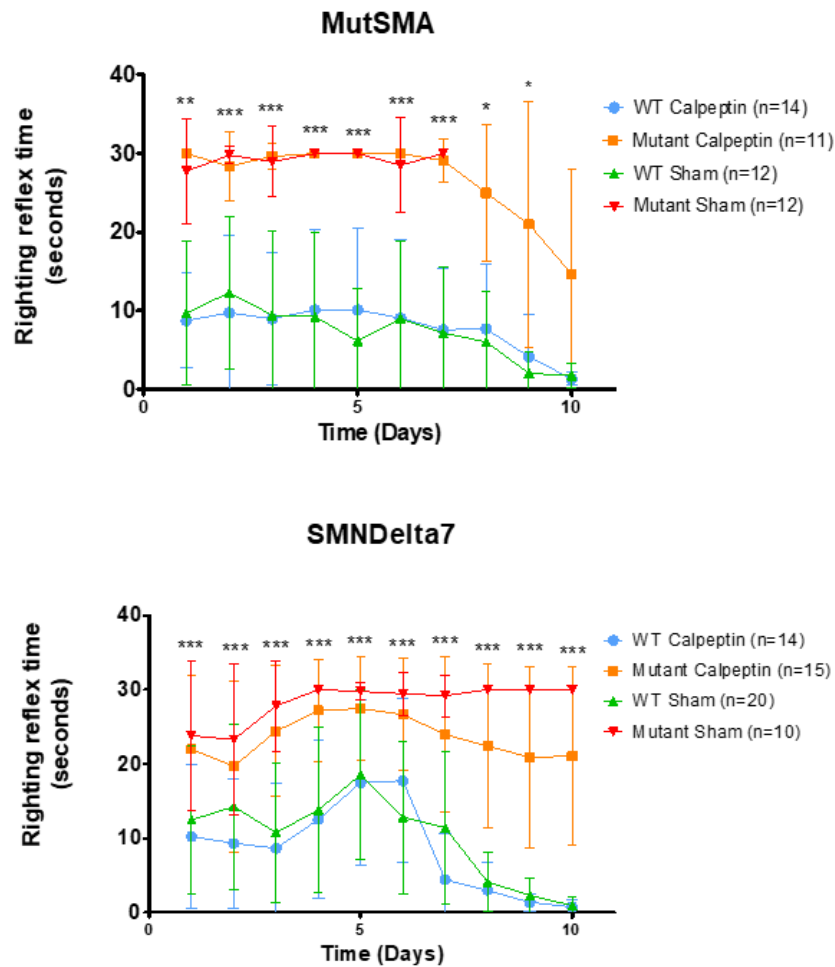 MutSMA
Righting reflex time
(seconds)
40
30
20
10
0
** *** *** *** *** *** *** * *
0 5 10
Time (Days)
WT Calpeptin (n=14)
Mutant Calpeptin (n=11)
WT Sham (n=12)
Mutant Sham (n=12)
SMNDelta7
Righting reflex time
(seconds)
40
30
20
10
0
*** *** *** *** *** *** *** *** *** ***
0 5 10
Time (Days)
WT Calpeptin (n=14)
Mutant Calpeptin (n=15)
WT Sham (n=20)
Mutant Sham (n=10)